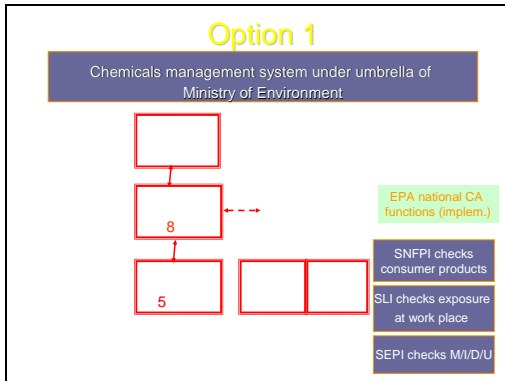 Option 1
Chemicals management system under umbrella of
Ministry of Environment
8
5
EPA national CA
functions (implem.)
SNFPI checks
consumer products
SLI checks exposure
at work place
SEPI checks M/I/D/U